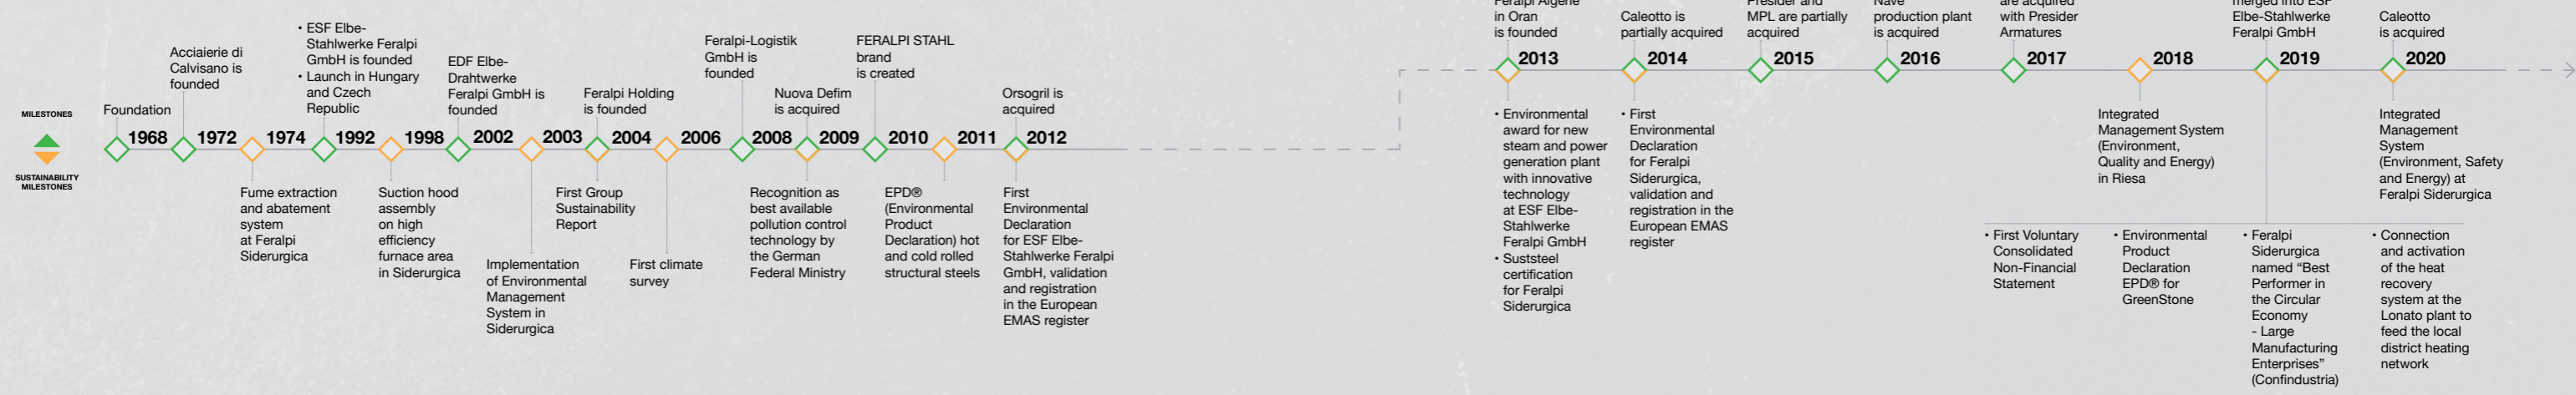 MILESTONES
SUSTAINABILITY
MILESTONES
Foundation
1968
Acciaierie di
Calvisano is
founded
1972
1974
Fume extraction
and abatement
system
at Feralpi
Siderurgica
• ESF Elbe-
Stahlwerke Feralpi
GmbH is founded
• Launch in Hungary
and Czech
Republic
1992
1998
Suction hood
assembly
on high
efficiency
furnace area
in Siderurgica
EDF Elbe-
Drahtwerke
Feralpi GmbH is
founded
2002
2003
Implementation
of Environmental
Management
System in
Siderurgica
Feralpi Holding
is founded
2004
First Group
Sustainability
Report
2006
First climate
survey
Feralpi-Logistik
GmbH is
founded
2008
Nuova Defim
is acquired
2009
Recognition as
best available
pollution control
technology by
the German
Federal Ministry
FERALPI STAHL
brand
is created
2010
2011
EPD®
(Environmental
Product
Declaration) hot
and cold rolled
structural steels
Orsogril is
acquired
2012
First
Environmental
Declaration
for ESF Elbe-
Stahlwerke Feralpi
GmbH, validation
and registration
in the European
EMAS register
Feralpi Algérie
in Oran
is founded
2013
• Environmental
award for new
steam and power
generation plant
with innovative
technology
at ESF Elbe-
Stahlwerke
Feralpi GmbH
• Suststeel
certification
for Feralpi
Siderurgica
Caleotto is
partially acquired
2014
• First
Environmental
Declaration
for Feralpi
Siderurgica,
validation and
registration in the
European EMAS
register
Presider and
MPL are partially
acquired
2015
Nave
production plant
is acquired
2016
are acquired
with Presider
Armatures
2017
2018
Integrated
Management System
(Environment,
Quality and Energy)
in Riesa
merged into ESF
Elbe-Stahlwerke
Feralpi GmbH
2019
• First Voluntary
Consolidated
Non-Financial
Statement
• Environmental
Product
Declaration
EPD® for
GreenStone
• Feralpi
Siderurgica
named “Best
Performer in
the Circular
Economy
- Large
Manufacturing
Enterprises”
(Confindustria)
• Connection
and activation
of the heat
recovery
system at the
Lonato plant to
feed the local
district heating
network
Caleotto
is acquired
2020
Integrated
Management
System
(Environment, Safety
and Energy) at
Feralpi Siderurgica